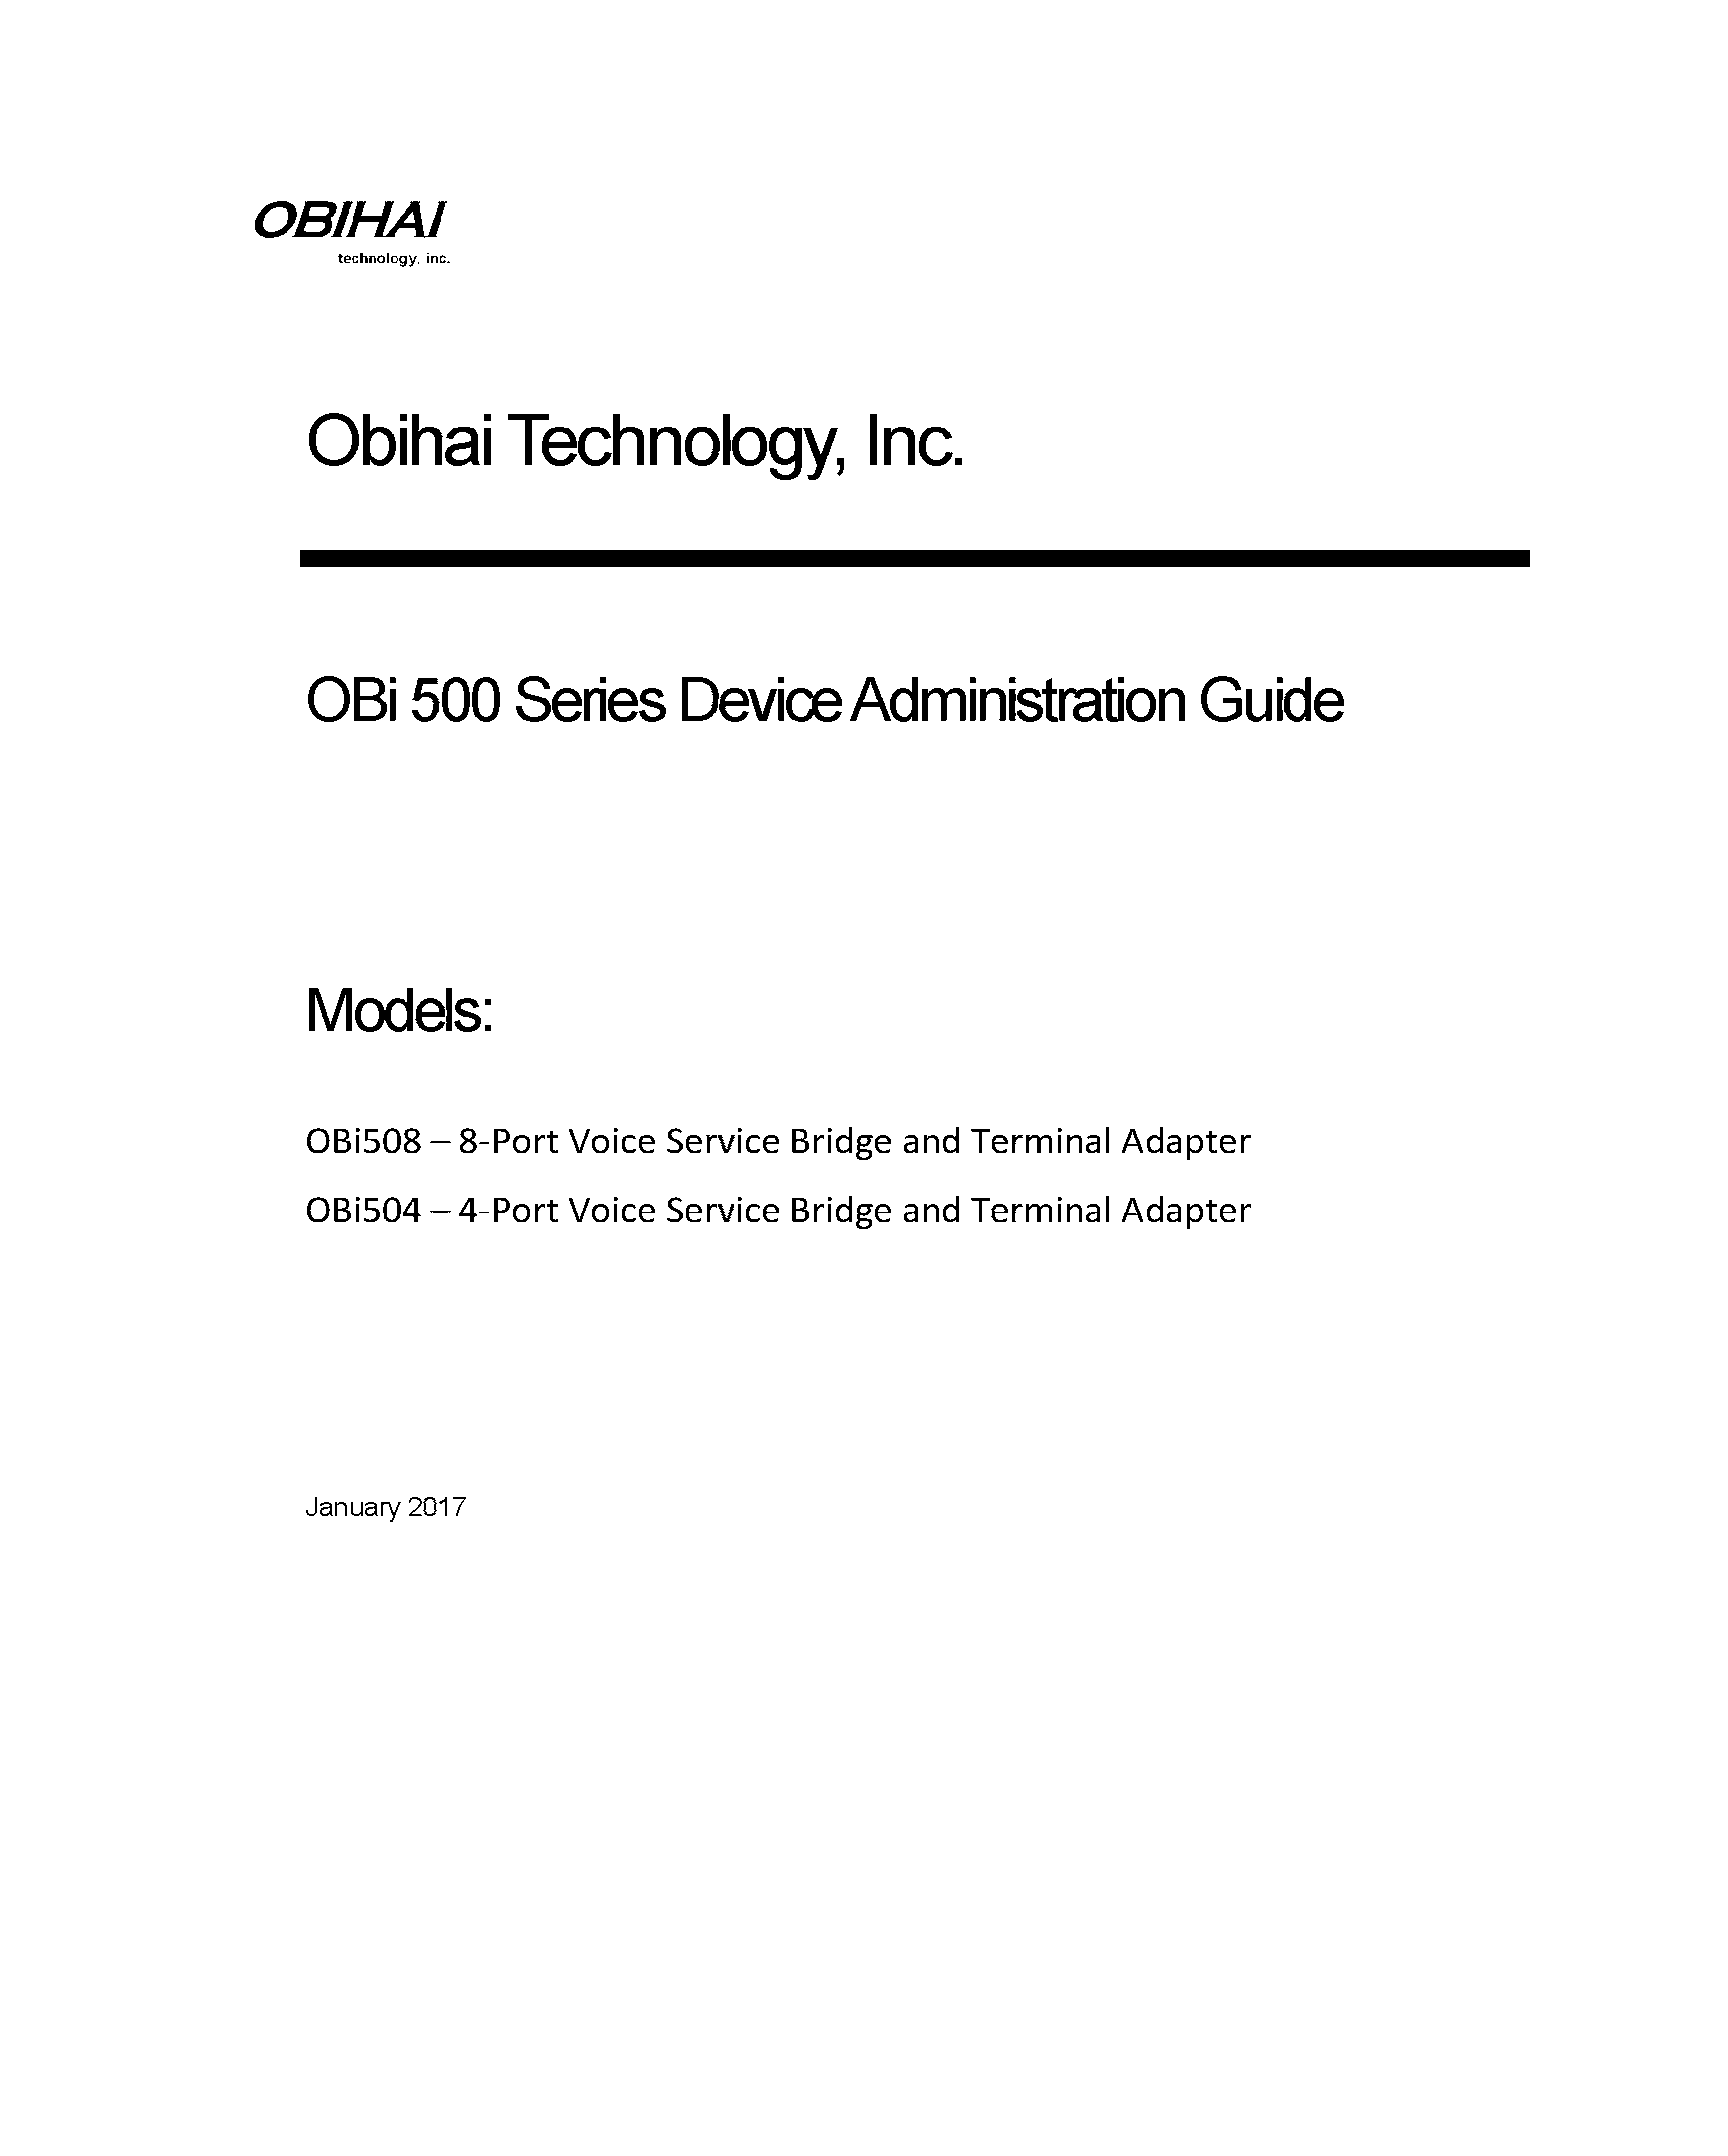 OBIHAI
technology, inc.
Obihai Technology, Inc.
OBi 500 Series Device Administration Guide
Models:
OBi508 – 8-Port Voice Service Bridge and Terminal Adapter
OBi504 – 4-Port Voice Service Bridge and Terminal Adapter
January 2017